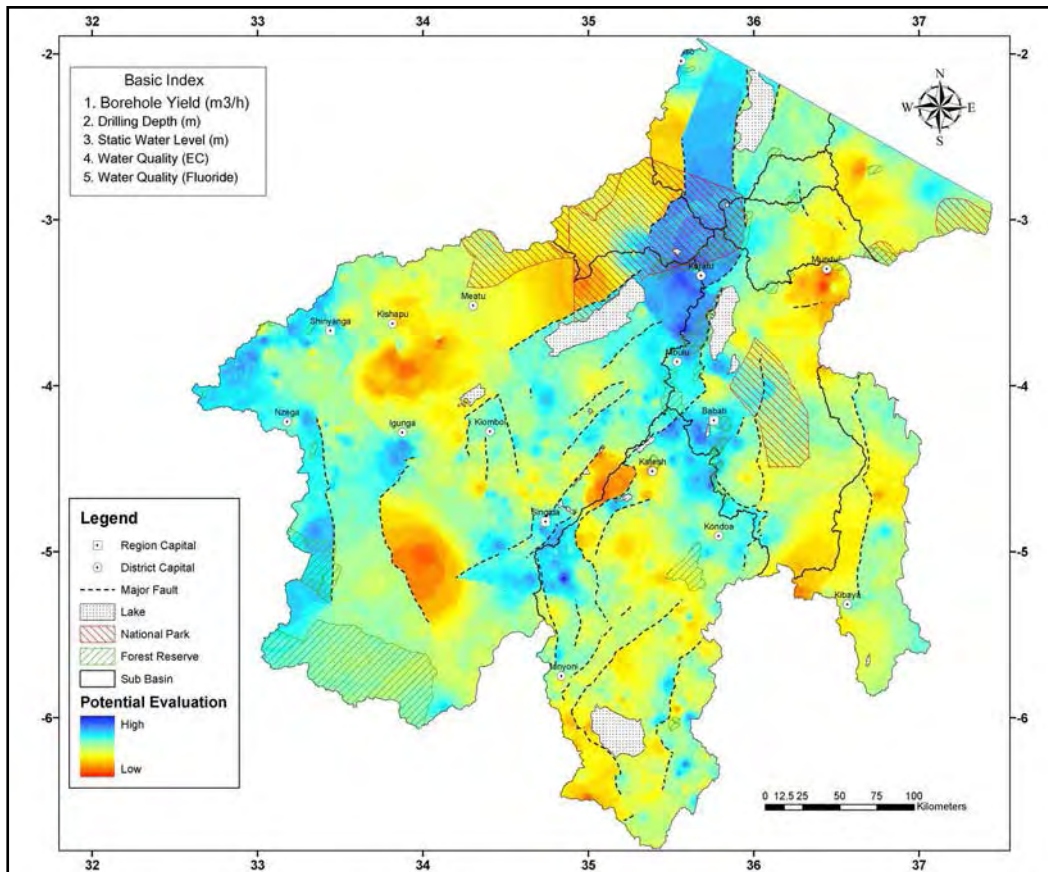 32 33 34 35 36 37
-2
-3
-4
-5
-6
Basic Index
1. Borehole Yield (m3/h)
2. Drilling Depth (m)
3. Static Water Level (m)
4. Water Quality (EC)
5. Water Quality (Fluoride)
N
W E
S
-2
-3
-4
-5
-6
Karatu
Mondul
Meatu
Kishapu
Shinyanga
Mbulu
Nzega
Igunga
Kiomboi
Babati
Katesh
Singida
Kondoa
Kibaya
Manyoni
Legend
Region Capital
District Capital
Major Fault
Lake
National Park
Forest Reserve
Sub Basin
Potential Evaluation
High
Low
0 12.5 25 50 75 100
Kilometers
32 33 34 35 36 37